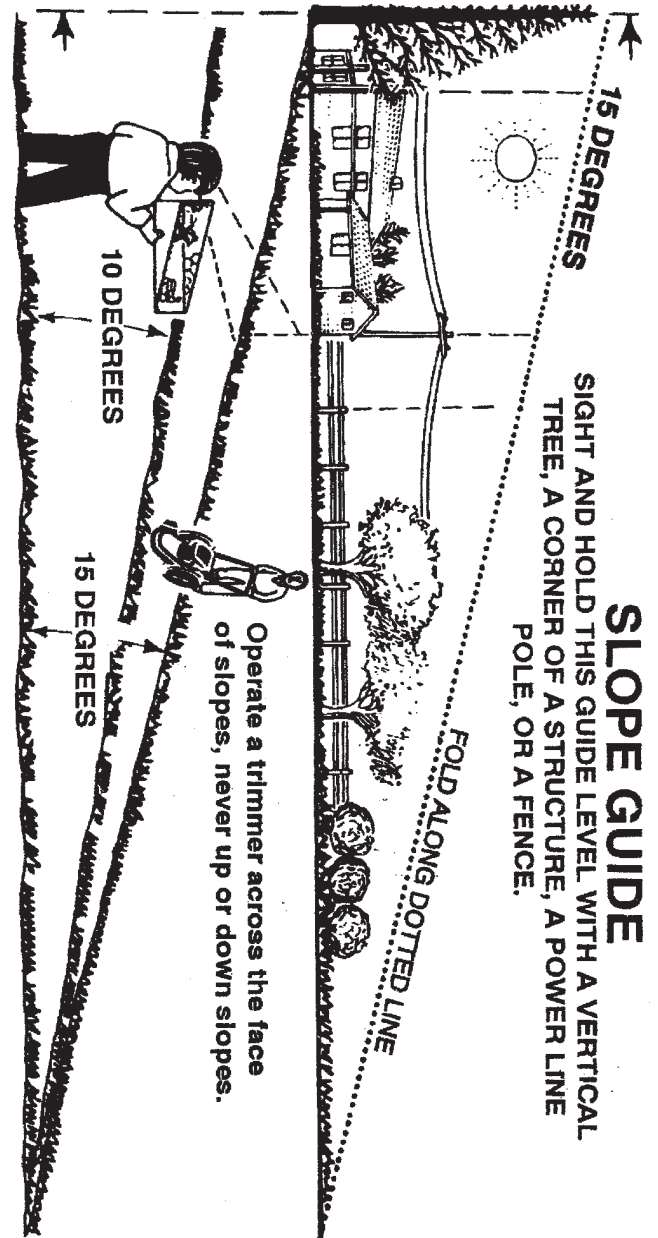 SLOPE GUIDE
SIGHT AND HOLD THIS GUIDE LEVEL WITH A VERTICAL
TREE, A CORNER OF A STRUCTURE, A POWER LINE
POLE, OR A FENCE.
15 DEGREES
FOLD ALONG DOTTED LINE
Operate a trimmer across the face
of slopes, never up or down slopes.
10 DEGREES
15 DEGREES